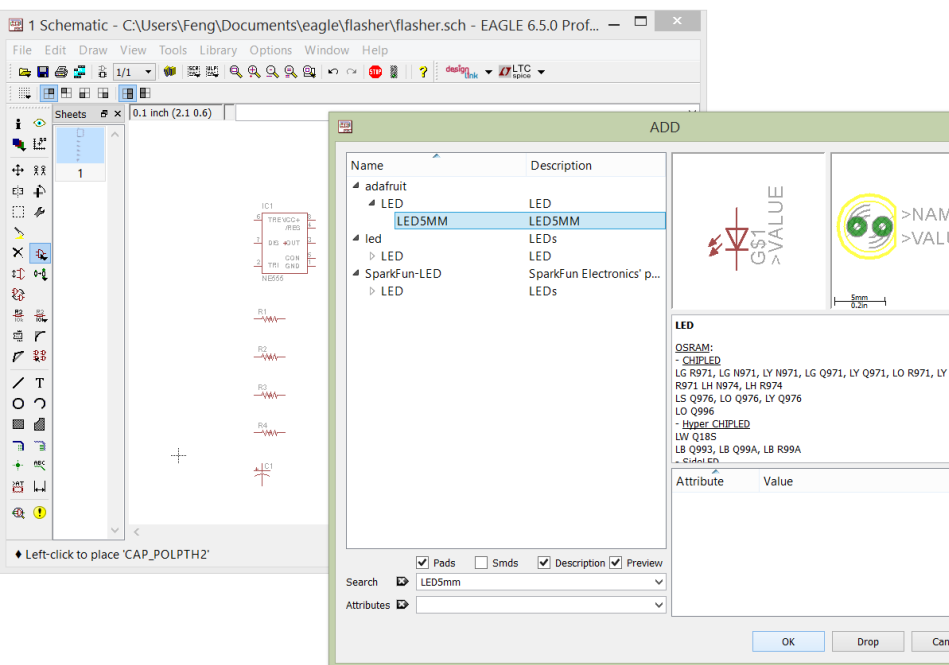 1 Schematic - C:\Users\Feng\Documents\eagle\flasher\flasher.sch - EAGLE 6.5.0 Prof...
File Edit Draw View Tools Library Options Window Help
1/1
design link
LTC spice
Sheets
0.1 inch (2.1 0.6)
1
IC1
TRE VCC+
/RES
DIS OUT
CON
TRI GND
NE555
R1
R2
R3
R4
C1
Left-click to place 'CAP_POLPTH2'
ADD
Name Description
adafruit
LED LED
LED5MM LED5MM
led LEDs
LED LED
SparkFun-LED SparkFun Electronics' p...
LED LEDs
Pads Smds Description Preview
Search LED5mm
Attributes
G$1
>VALUE
>NAM
>VALU
5mm
0.2in
LED
OSRAM:
- CHIPLED
LG R971, LG N971, LY N971, LG Q971, LY Q971, LO R971, LY
R971 LH N974, LH R974
LS Q976, LO Q976, LY Q976
LO Q996
- Hyper CHIPLED
LW Q18S
LB Q993, LB Q99A, LB R99A
- SideLED
Attribute Value
OK Drop Can